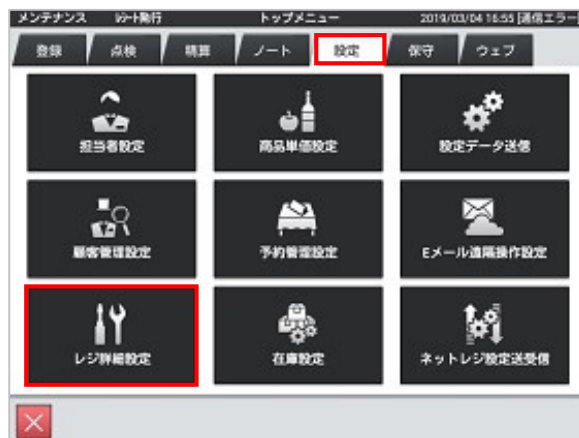 メンテナンス レシート発行 トップメニュー 2019/03/04 16:55 [通信エラー
登録 点検 精算 ノート 設定 保守 ウェブ
担当者設定 商品単価設定 設定データ送信
顧客管理設定 予約管理設定 Eメール遠隔操作設定
レジ詳細設定 在庫設定 ネットレジ設定送受信